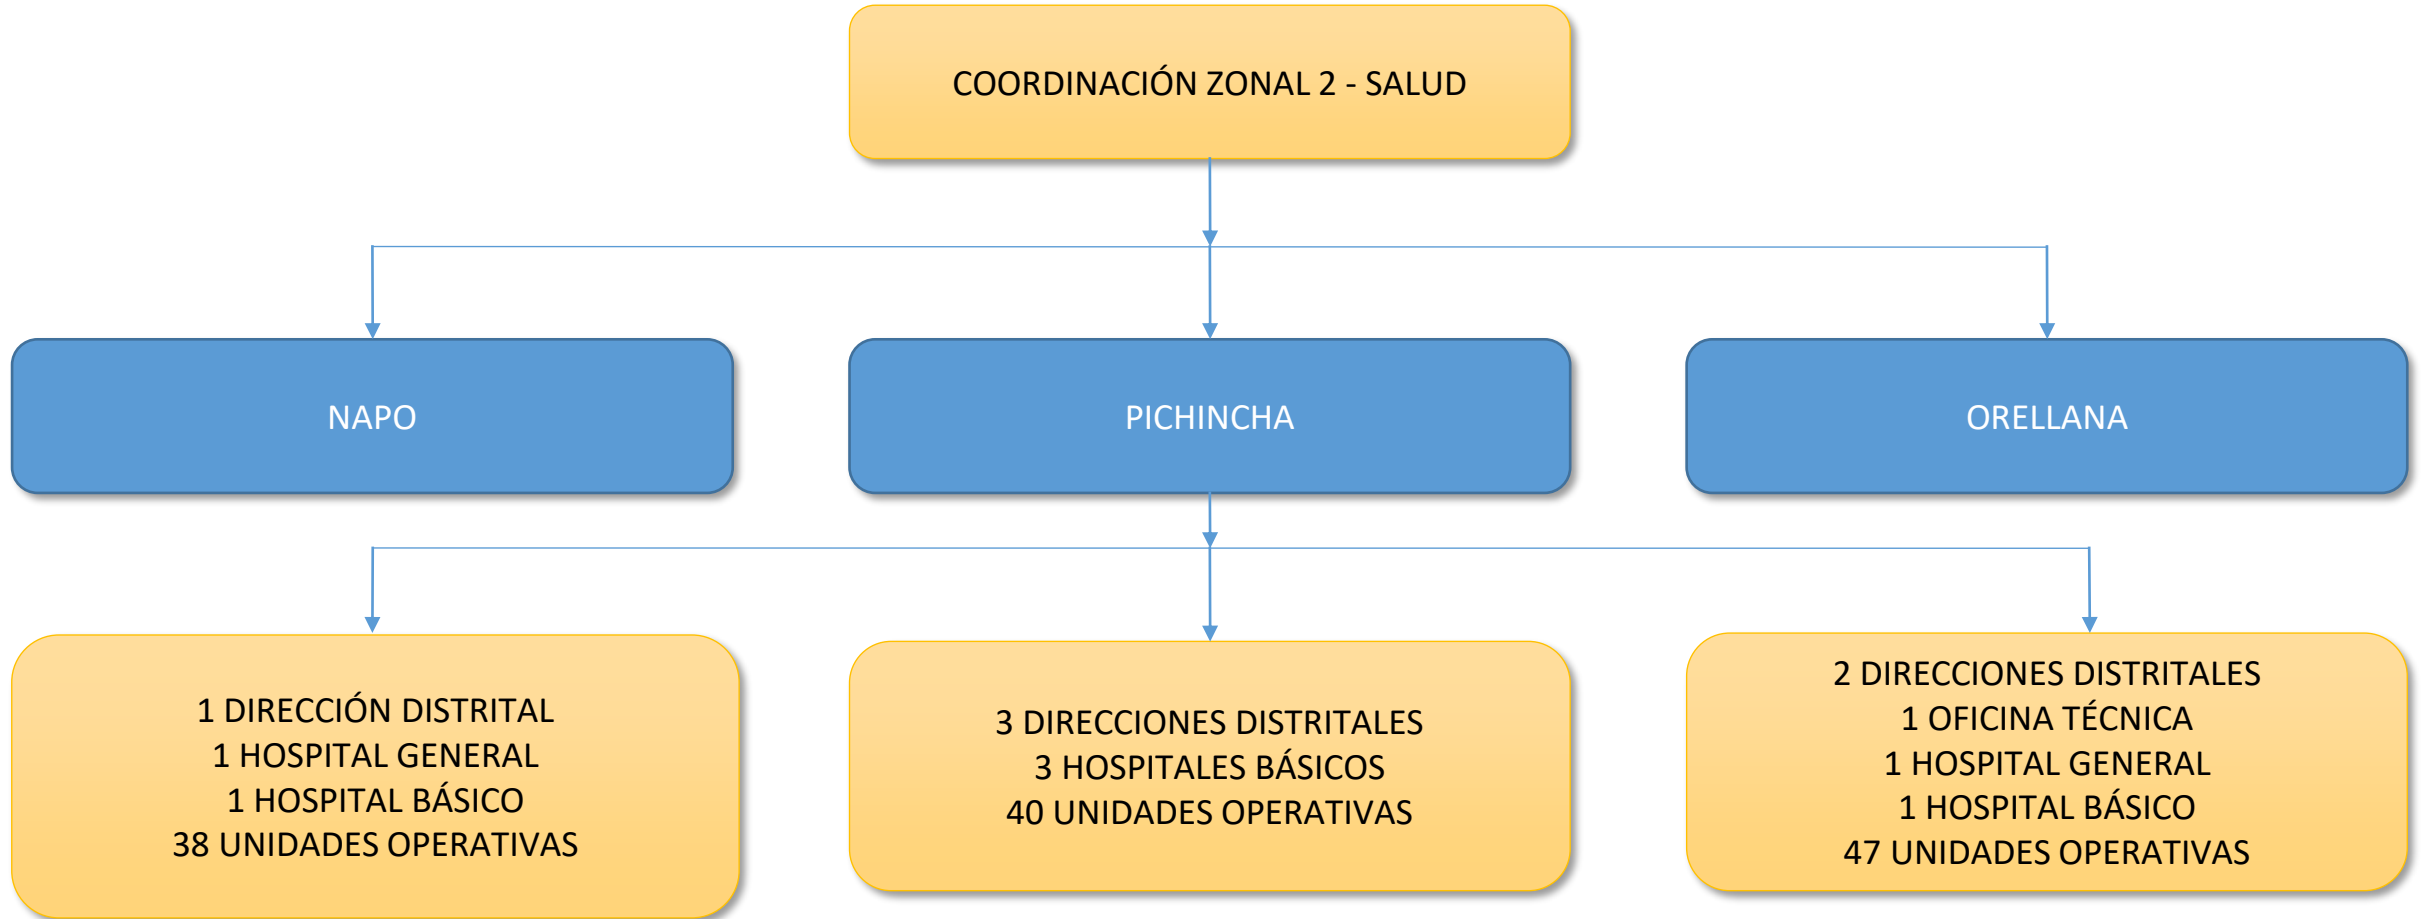 COORDINACIÓN ZONAL 2 - SALUD
NAPO
PICHINCHA
ORELLANA
1 DIRECCIÓN DISTRITAL
1 HOSPITAL GENERAL
1 HOSPITAL BÁSICO
38 UNIDADES OPERATIVAS
3 DIRECCIONES DISTRITALES
3 HOSPITALES BÁSICOS
40 UNIDADES OPERATIVAS
2 DIRECCIONES DISTRITALES
1 OFICINA TÉCNICA
1 HOSPITAL GENERAL
1 HOSPITAL BÁSICO
47 UNIDADES OPERATIVAS